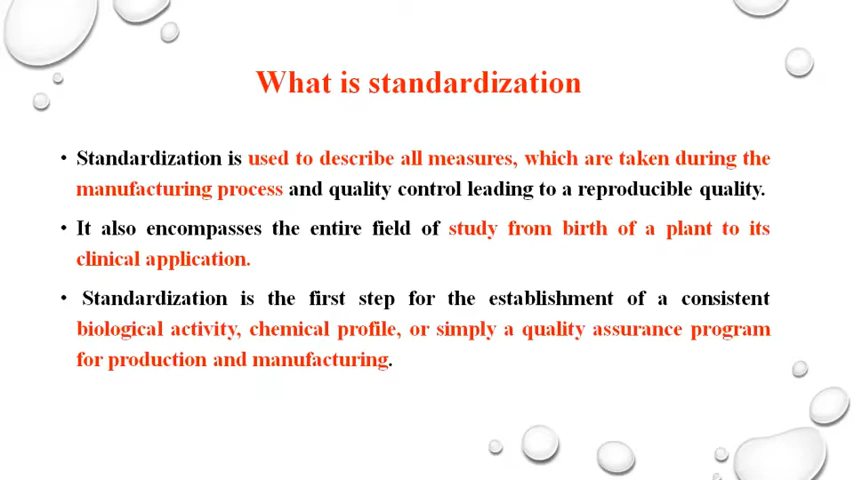 What is standardization
• Standardization is used to describe all measures, which are taken during the
manufacturing process and quality control leading to a reproducible quality.
• It also encompasses the entire field of study from birth of a plant to its
clinical application.
• Standardization is the first step for the establishment of a consistent
biological activity, chemical profile, or simply a quality assurance program
for production and manufacturing.